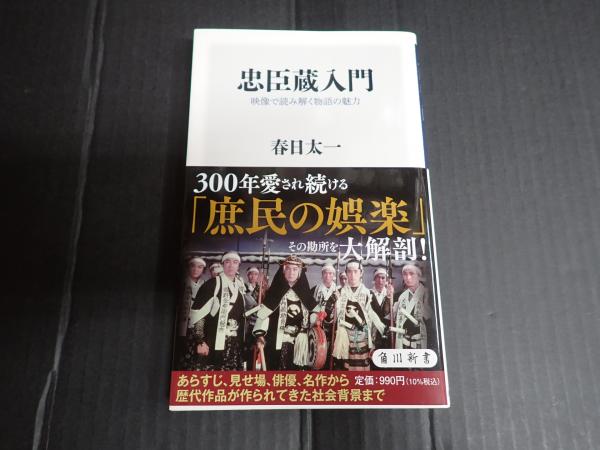 忠臣蔵入門
映像で読み解く物語の魅力
春日太一
300年愛され続ける
「庶民の娯楽」
その勘所を大解剖!
角川新書
あらすじ、見せ場、俳優、名作から
歴代作品が作られてきた社会背景まで
定価:990円(10%税込)